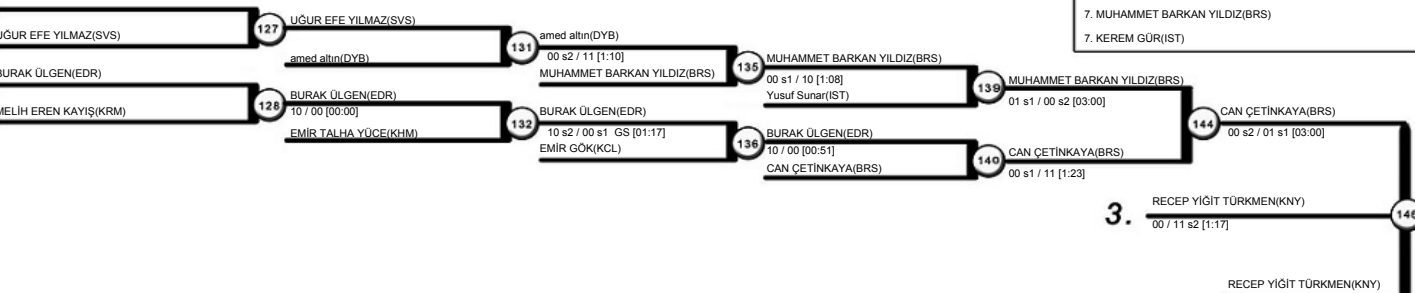 7. MUHAMMET BARKAN YILDIZ(BRS)
7. KEREM GÜR(IST)
UĞUR EFE YILMAZ(SVS)
127
UĞUR EFE YILMAZ(SVS)
amed altın(DYB)
131
amed altın(DYB)
00 s2 / 11 [1:10]
MUHAMMET BARKAN YILDIZ(BRS)
135
MUHAMMET BARKAN YILDIZ(BRS)
00 s1 / 10 [1:08]
Yusuf Sunar(IST)
139
MUHAMMET BARKAN YILDIZ(BRS)
01 s1 / 00 s2 [03:00]
BURAK ÜLGEN(EDR)
MELİH EREN KAYIŞ(KRM)
128
BURAK ÜLGEN(EDR)
10 / 00 [00:00]
EMİR TALHA YÜCE(KHM)
132
BURAK ÜLGEN(EDR)
10 s2 / 00 s1 GS [01:17]
EMİR GÖK(KCL)
136
BURAK ÜLGEN(EDR)
10 / 00 [00:51]
CAN ÇETİNKAYA(BRS)
140
CAN ÇETİNKAYA(BRS)
00 s1 / 11 [1:23]
144
CAN ÇETİNKAYA(BRS)
00 s2 / 01 s1 [03:00]
3.
RECEP YİĞİT TÜRKMEN(KNY)
00 / 11 s2 [1:17]
146
RECEP YİĞİT TÜRKMEN(KNY)